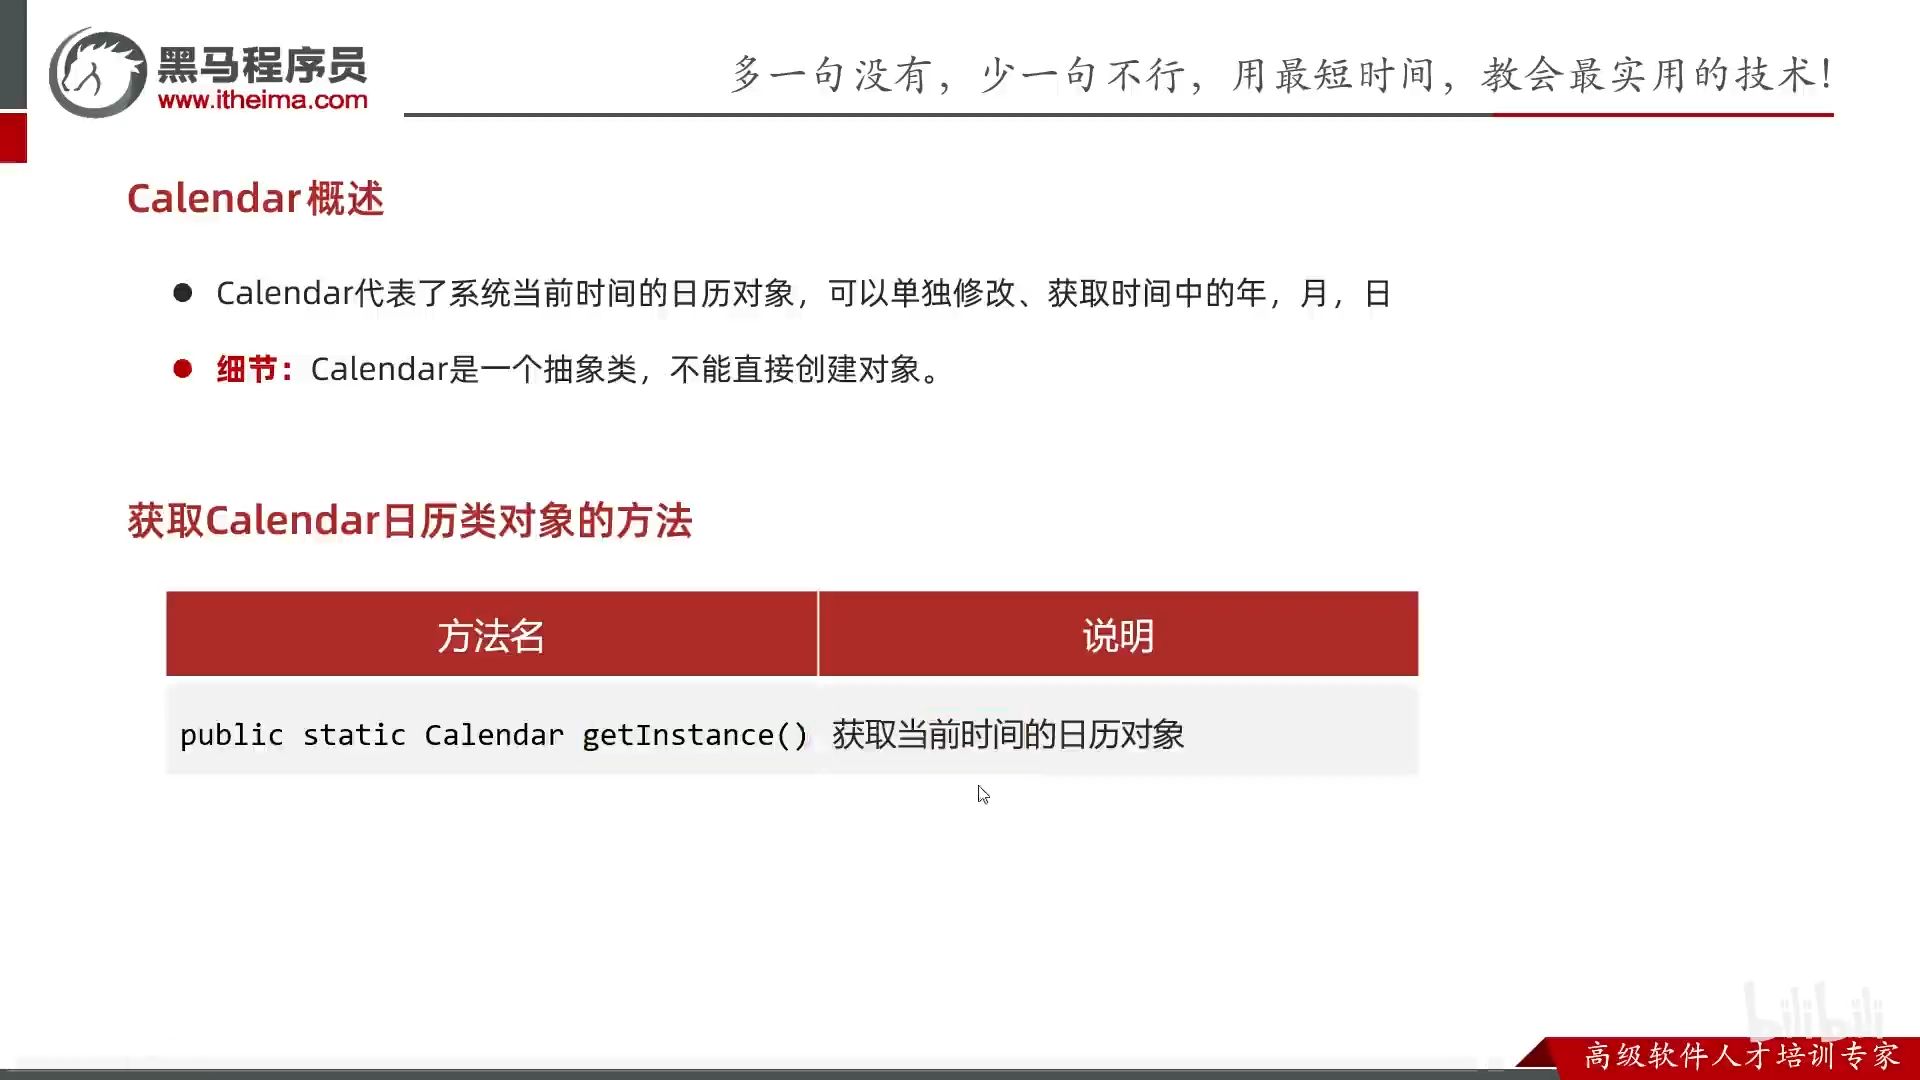 黑马程序员
www.itheima.com
多一句没有，少一句不行，用最短时间，教会最实用的技术！
Calendar概述
Calendar代表了系统当前时间的日历对象，可以单独修改、获取时间中的年，月，日
细节：Calendar是一个抽象类，不能直接创建对象。
获取Calendar日历类对象的方法
方法名 说明
public static Calendar getInstance() 获取当前时间的日历对象
bilibili
高级软件人才培训专家